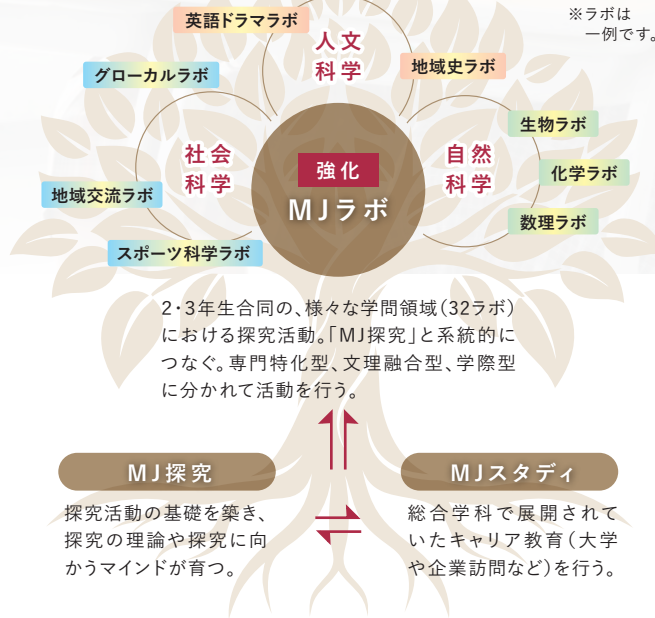 ※ラボは
一例です。
英語ドラマラボ
人文
科学
地域史ラボ
グローカルラボ
社会
科学
地域交流ラボ
スポーツ科学ラボ
強化
MJラボ
自然
科学
生物ラボ
化学ラボ
数理ラボ
2・3年生合同の、様々な学問領域（32ラボ）
における探究活動。「MJ探究」と系統的に
つなぐ。専門特化型、文理融合型、学際型
に分かれて活動を行う。
MJ探究
探究活動の基礎を築き、
探究の理論や探究に向
かうマインドが育つ。
MJスタディ
総合学科で展開されて
いたキャリア教育（大学
や企業訪問など）を行う。